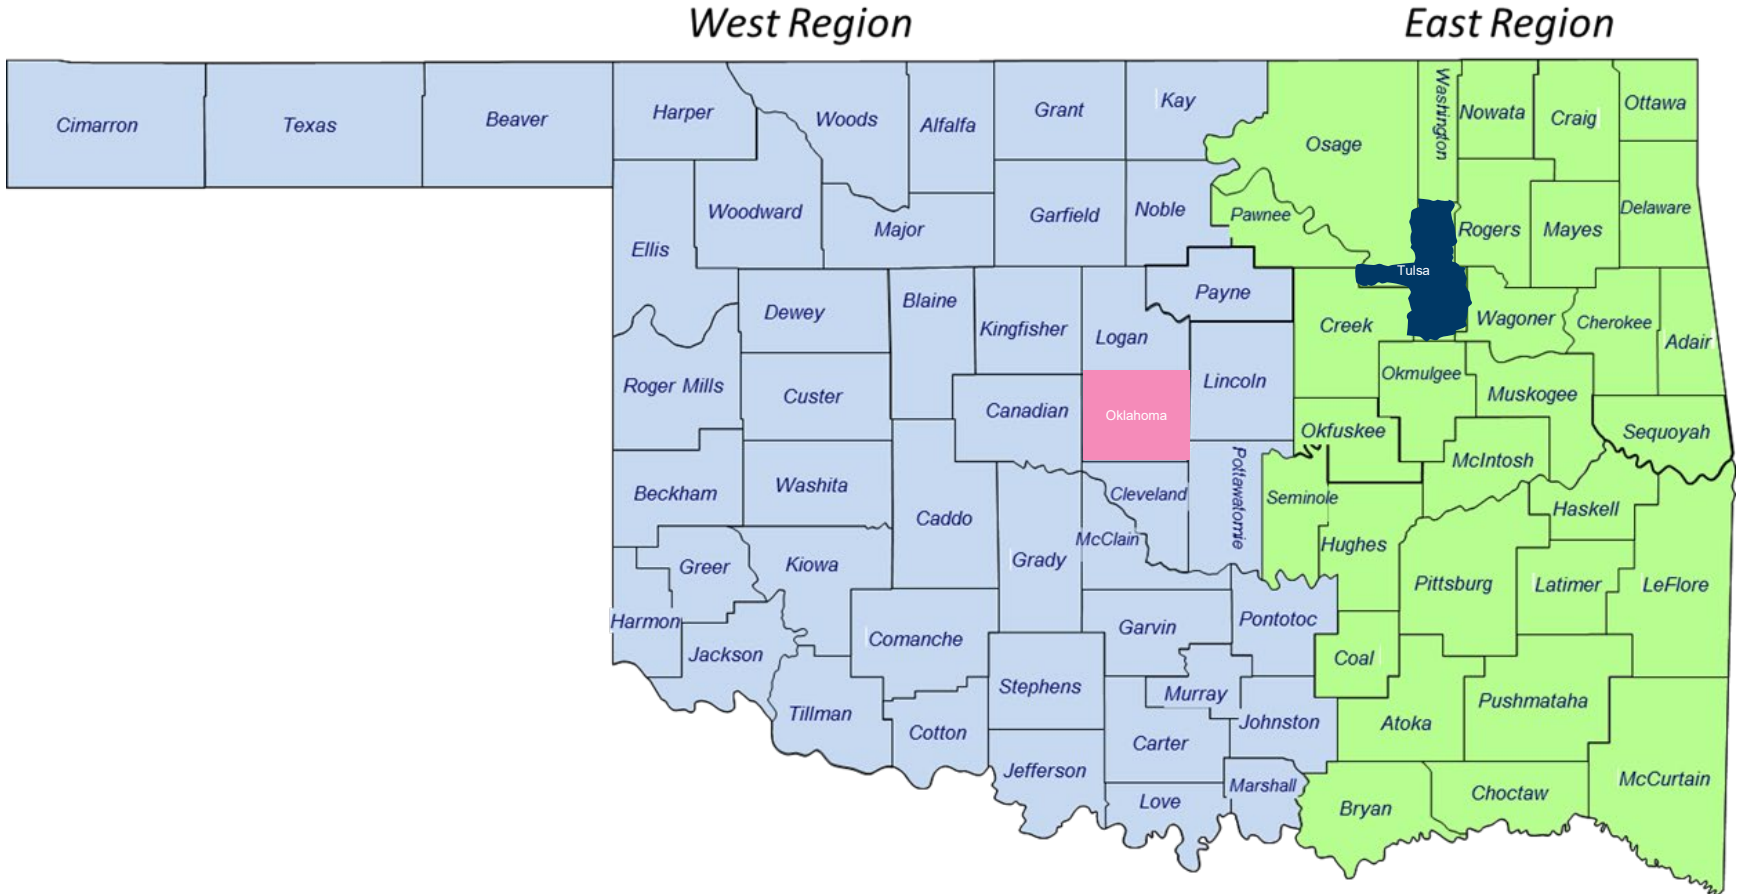 West Region
East Region
Cimarron
Texas
Beaver
Harper
Woods
Alfalfa
Grant
Kay
Osage
Washington
Nowata
Craig
Ottawa
Ellis
Woodward
Major
Garfield
Noble
Pawnee
Rogers
Mayes
Delaware
Tulsa
Dewey
Blaine
Kingfisher
Logan
Payne
Creek
Wagoner
Cherokee
Adair
Roger Mills
Custer
Canadian
Oklahoma
Lincoln
Okmulgee
Muskogee
Okfuskee
Sequoyah
McIntosh
Beckham
Washita
Caddo
Grady
Cleveland
McClain
Pottawatomie
Seminole
Hughes
Haskell
Greer
Kiowa
Pittsburg
Latimer
LeFlore
Harmon
Jackson
Comanche
Garvin
Pontotoc
Coal
Tillman
Cotton
Stephens
Murray
Johnston
Atoka
Pushmataha
Carter
Jefferson
Love
Marshall
Bryan
Choctaw
McCurtain